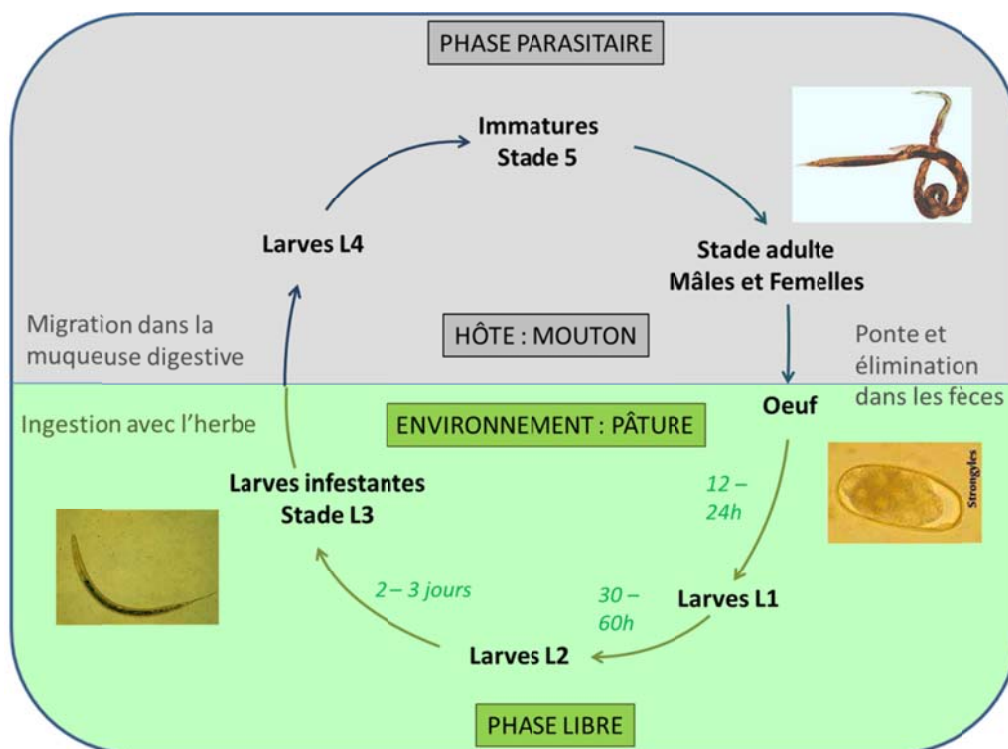 PHASE PARASITAIRE
Immatures
Stade 5
Larves L4
Stade adulte
Mâles et Femelles
Migration dans la
muqueuse digestive
HÔTE : MOUTON
Ponte et
élimination
dans les fèces
Ingestion avec l'herbe
ENVIRONNEMENT : PÂTURE
Oeuf
Larves infestantes
Stade L3
12 –
24h
Strongyles
2 – 3 jours
30 –
60h
Larves L1
Larves L2
PHASE LIBRE